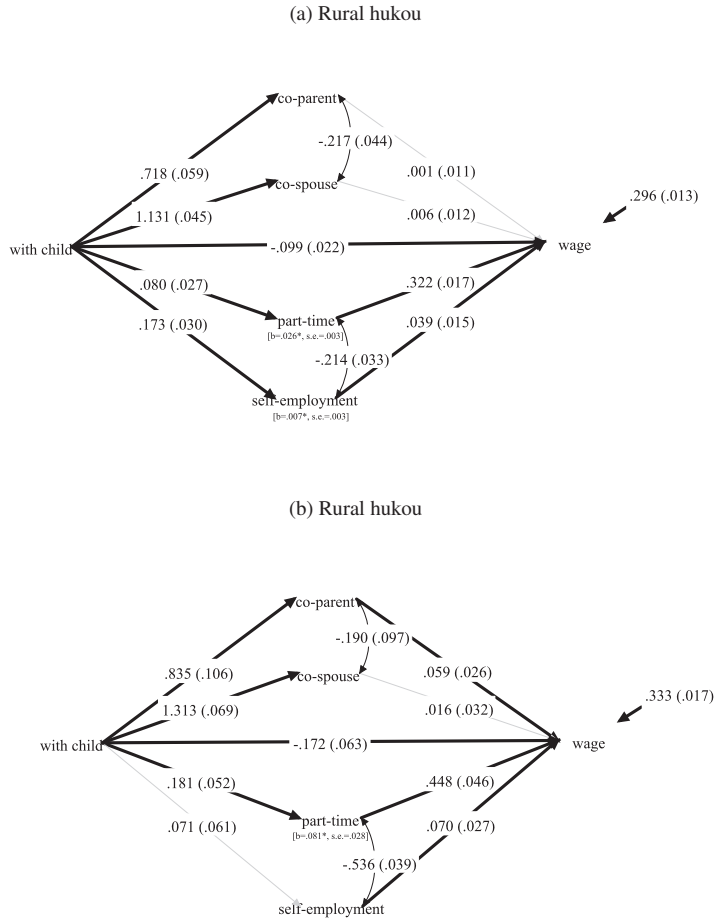 (a) Rural hukou
co-parent
-.217 (.044)
.718 (.059)
.001 (.011)
co-spouse
.296 (.013)
1.131 (.045)
.006 (.012)
with child
-.099 (.022)
wage
.080 (.027)
.322 (.017)
part-time
[b=.026*, s.e.=.003]
.173 (.030)
.039 (.015)
-.214 (.033)
self-employment
[b=.007*, s.e.=.003]
(b) Rural hukou
co-parent
-.190 (.097)
.835 (.106)
.059 (.026)
co-spouse
.333 (.017)
1.313 (.069)
.016 (.032)
with child
-.172 (.063)
wage
.181 (.052)
.448 (.046)
part-time
[b=.081*, s.e.=.028]
.071 (.061)
.070 (.027)
-.536 (.039)
self-employment